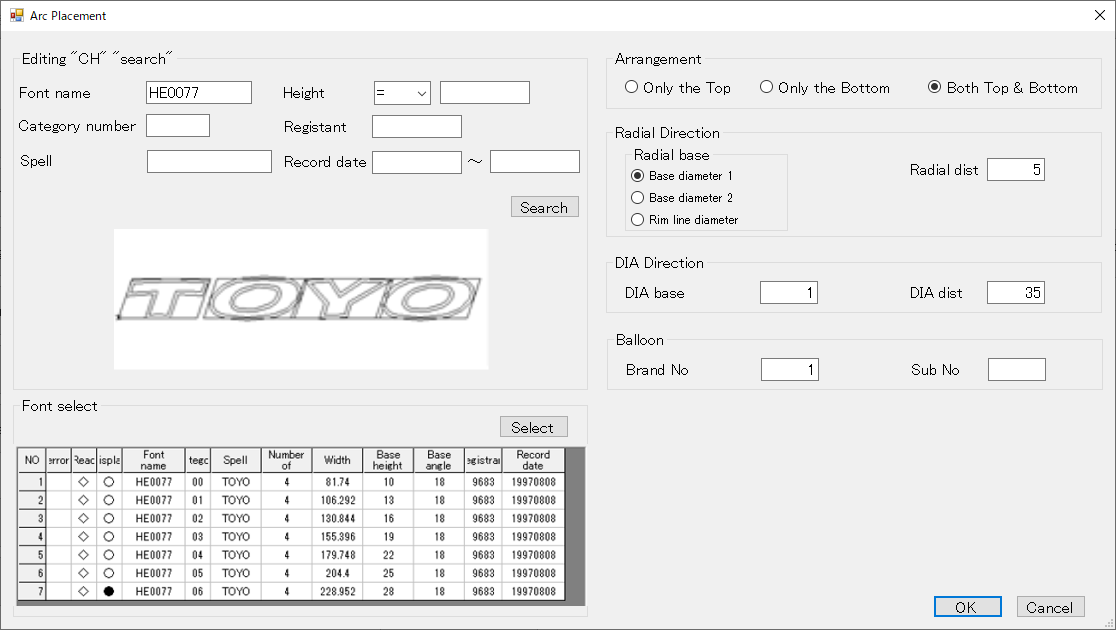 Arc Placement
Editing "CH" "search"
Font name HE0077 Height =
Category number Registant
Spell Record date ～
Search
TOYO
Font select
Select
NO error Reac ispla Font name tego Spell Number of Width Base height Base angle egistrar Record date
1 ◇ ○ HE0077 00 TOYO 4 81.74 10 18 9683 19970808
2 ◇ ○ HE0077 01 TOYO 4 106.292 13 18 9683 19970808
3 ◇ ○ HE0077 02 TOYO 4 130.844 16 18 9683 19970808
4 ◇ ○ HE0077 03 TOYO 4 155.396 19 18 9683 19970808
5 ◇ ○ HE0077 04 TOYO 4 179.748 22 18 9683 19970808
6 ◇ ○ HE0077 05 TOYO 4 204.4 25 18 9683 19970808
7 ◇ ● HE0077 06 TOYO 4 228.952 28 18 9683 19970808
Arrangement
Only the Top Only the Bottom Both Top & Bottom
Radial Direction
Radial base
Base diameter 1
Base diameter 2
Rim line diameter
Radial dist 5
DIA Direction
DIA base 1 DIA dist 35
Balloon
Brand No 1 Sub No
OK Cancel